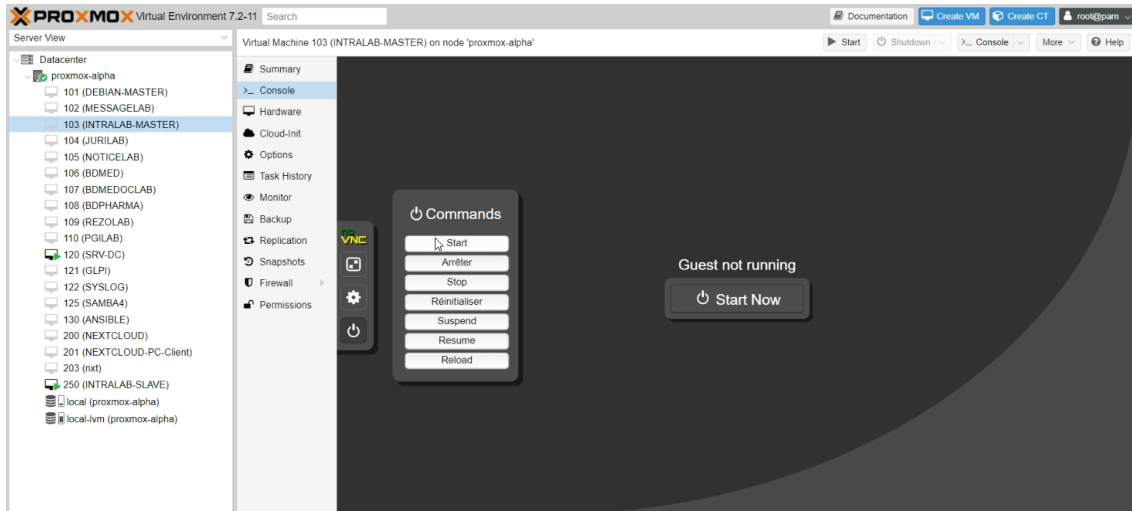 PROXMOX Virtual Environment 7.2-11 Search Documentation Create VM Create CT root@pam
Server View
Virtual Machine 103 (INTRALAB-MASTER) on node 'proxmox-alpha' Start Shutdown >_ Console More Help
Datacenter
proxmox-alpha
101 (DEBIAN-MASTER)
102 (MESSAGELAB)
103 (INTRALAB-MASTER)
104 (JURILAB)
105 (NOTICELAB)
106 (BDMED)
107 (BDMEDOCLAB)
108 (BDPHARMA)
109 (REZOLAB)
110 (PGILAB)
120 (SRV-DC)
121 (GLPI)
122 (SYSLOG)
125 (SAMBA4)
130 (ANSIBLE)
200 (NEXTCLOUD)
201 (NEXTCLOUD-PC-Client)
203 (nxt)
250 (INTRALAB-SLAVE)
local (proxmox-alpha)
local-lvm (proxmox-alpha)
Summary
>_ Console
Hardware
Cloud-Init
Options
Task History
Monitor
Backup
Replication
Snapshots
Firewall
Permissions
no
VNC
Commands
Start
Arrêter
Stop
Réinitialiser
Suspend
Resume
Reload
Guest not running
Start Now